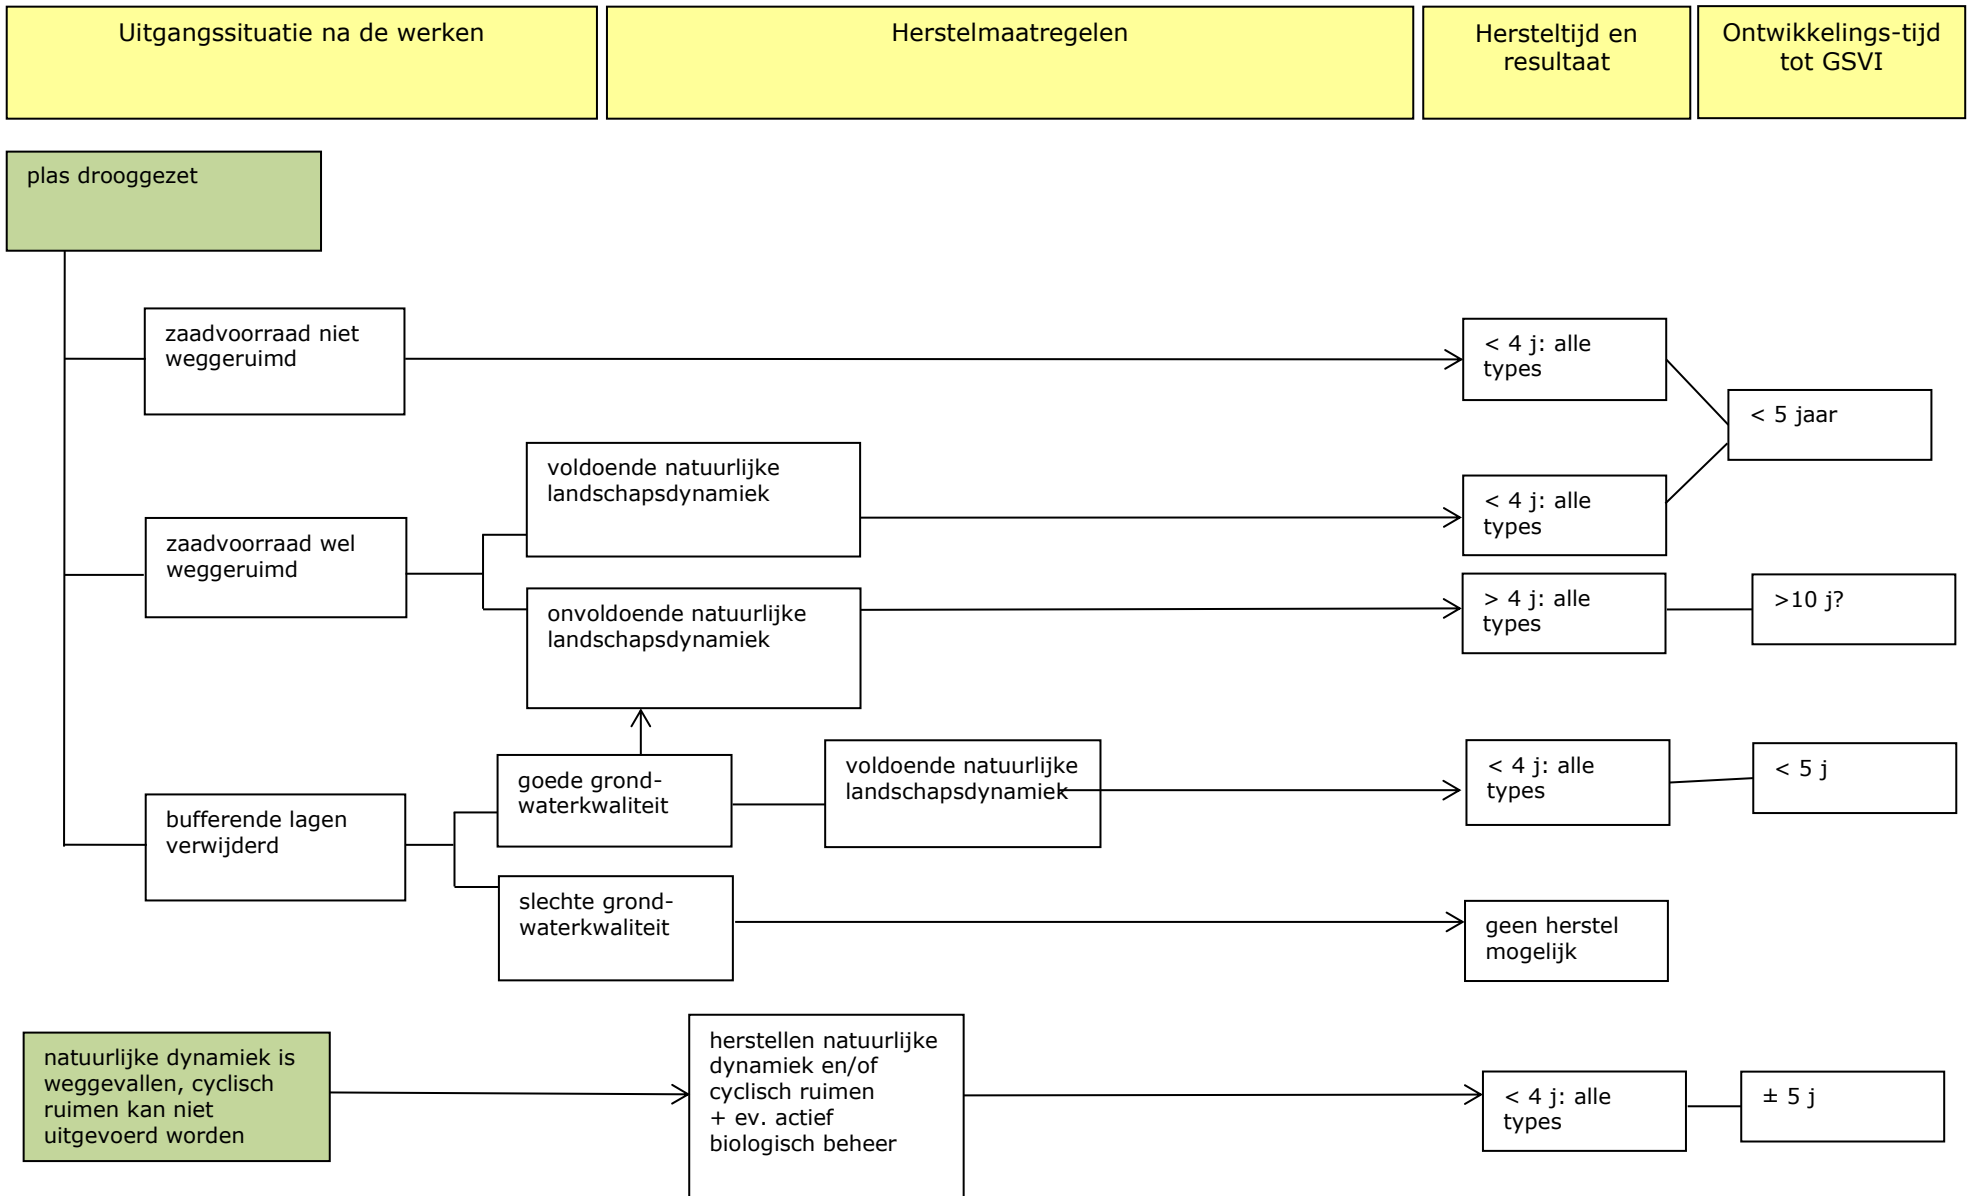 Uitgangssituatie na de werken
Herstelmaatregelen
Hersteltijd en
resultaat
Ontwikkelings-tijd
tot GSVI
plas drooggezet
zaadvoorraad niet
weggeruimd
< 4 j: alle
types
< 5 jaar
voldoende natuurlijke
landschapsdynamiek
< 4 j: alle
types
zaadvoorraad wel
weggeruimd
onvoldoende natuurlijke
landschapsdynamiek
> 4 j: alle
types
>10 j?
goede grond-
waterkwaliteit
voldoende natuurlijke
landschapsdynamiek
< 4 j: alle
types
< 5 j
bufferende lagen
verwijderd
slechte grond-
waterkwaliteit
geen herstel
mogelijk
natuurlijke dynamiek is
weggevallen, cyclisch
ruimen kan niet
uitgevoerd worden
herstellen natuurlijke
dynamiek en/of
cyclisch ruimen
+ ev. actief
biologisch beheer
< 4 j: alle
types
± 5 j